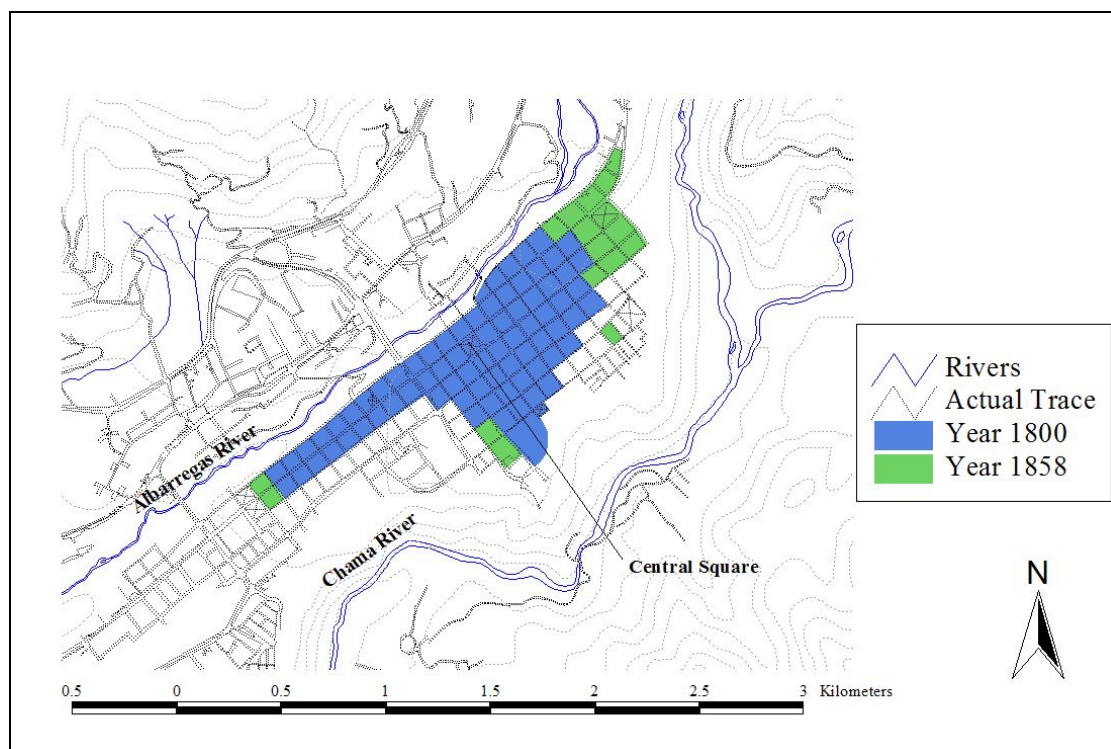 Albarregas River
Chama River
Central Square
Rivers
Actual Trace
Year 1800
Year 1858
N
0.5 0 0.5 1 1.5 2 2.5 3 Kilometers